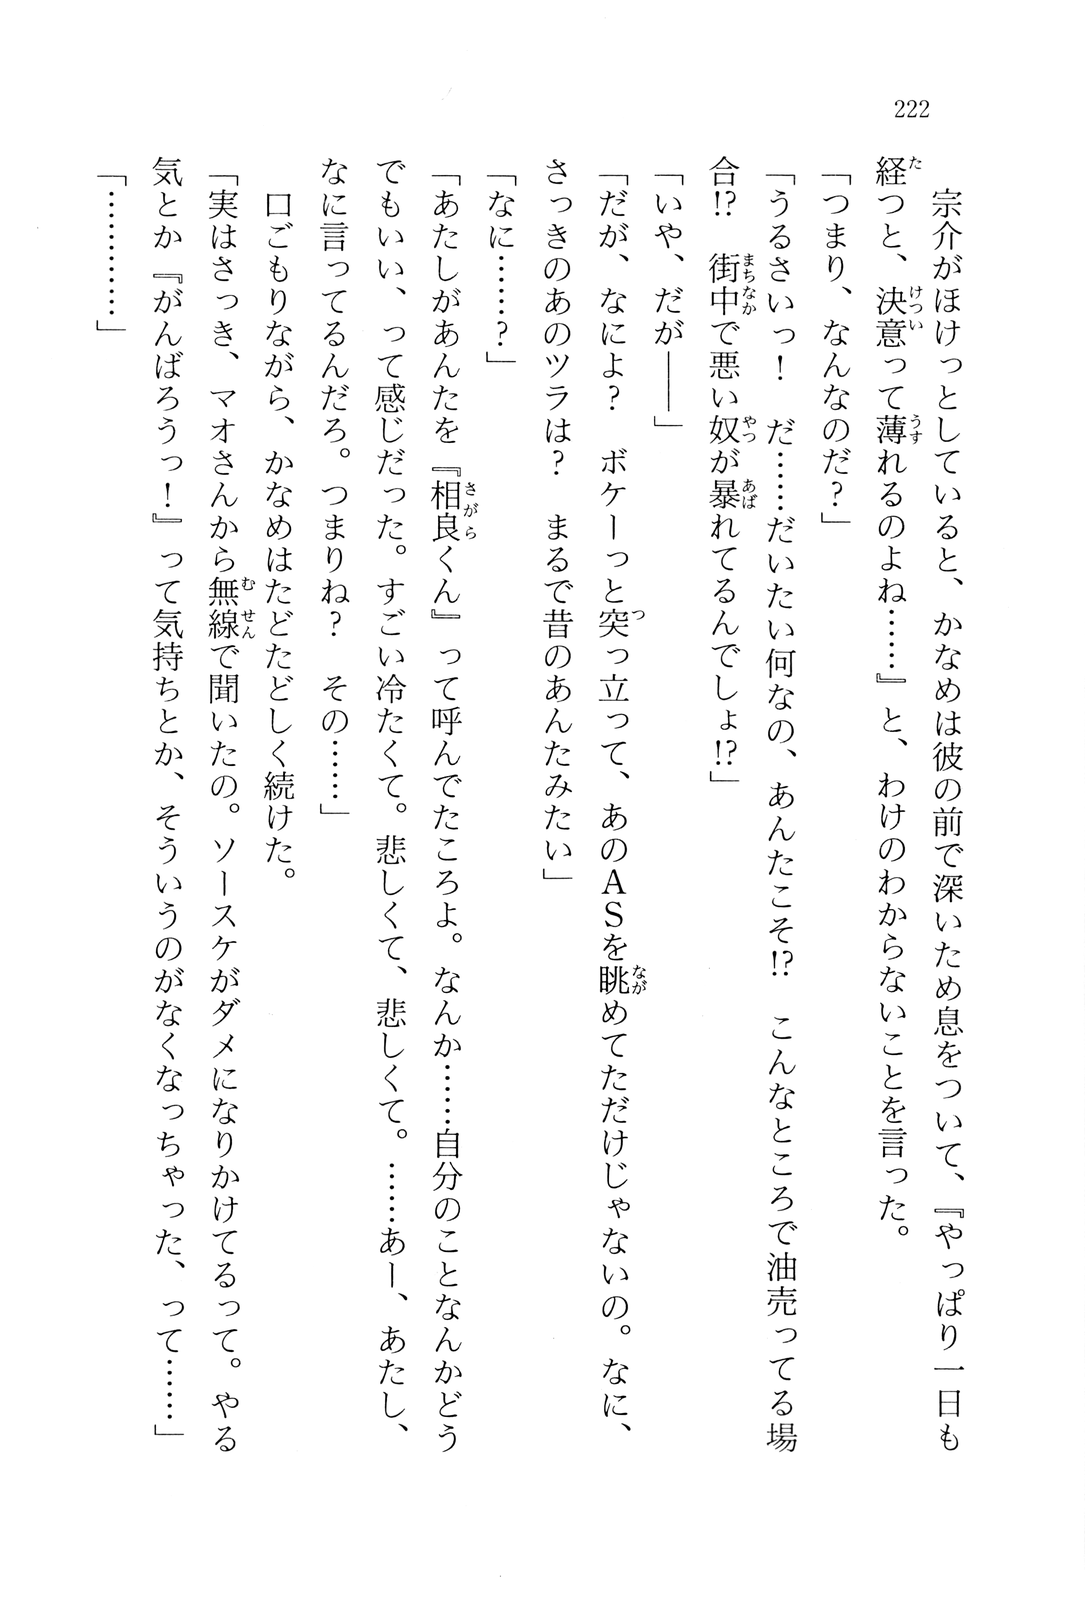 222
宗介がほけっとしていると、かなめは彼の前で深いため息をついて、『やっぱり一日も
経つと、決意って薄れるのよね……』と、わけのわからないことを言った。
「つまり、なんなのだ？」
「うるさいっ！　だ……だいたい何なの、あんたこそ!?　こんなところで油売ってる場
合!?　街中で悪い奴が暴れてるんでしょ!?」
「いや、だが――」
「だが、なによ？　ボケーっと突っ立って、あのＡＳを眺めてただけじゃないの。なに、
さっきのあのツラは？　まるで昔のあんたみたい」
「なに……？」
「あたしがあんたを『相良くん』って呼んでたころよ。なんか……自分のことなんかどう
でもいい、って感じだった。すごい冷たくて。悲しくて、悲しくて。……あー、あたし、
なに言ってるんだろ。つまりね？　その……」
口ごもりながら、かなめはたどたどしく続けた。
「実はさっき、マオさんから無線で聞いたの。ソースケがダメになりかけてるって。やる
気とか『がんばろうっ！』って気持ちとか、そういうのがなくなっちゃった、って……」
「…………」